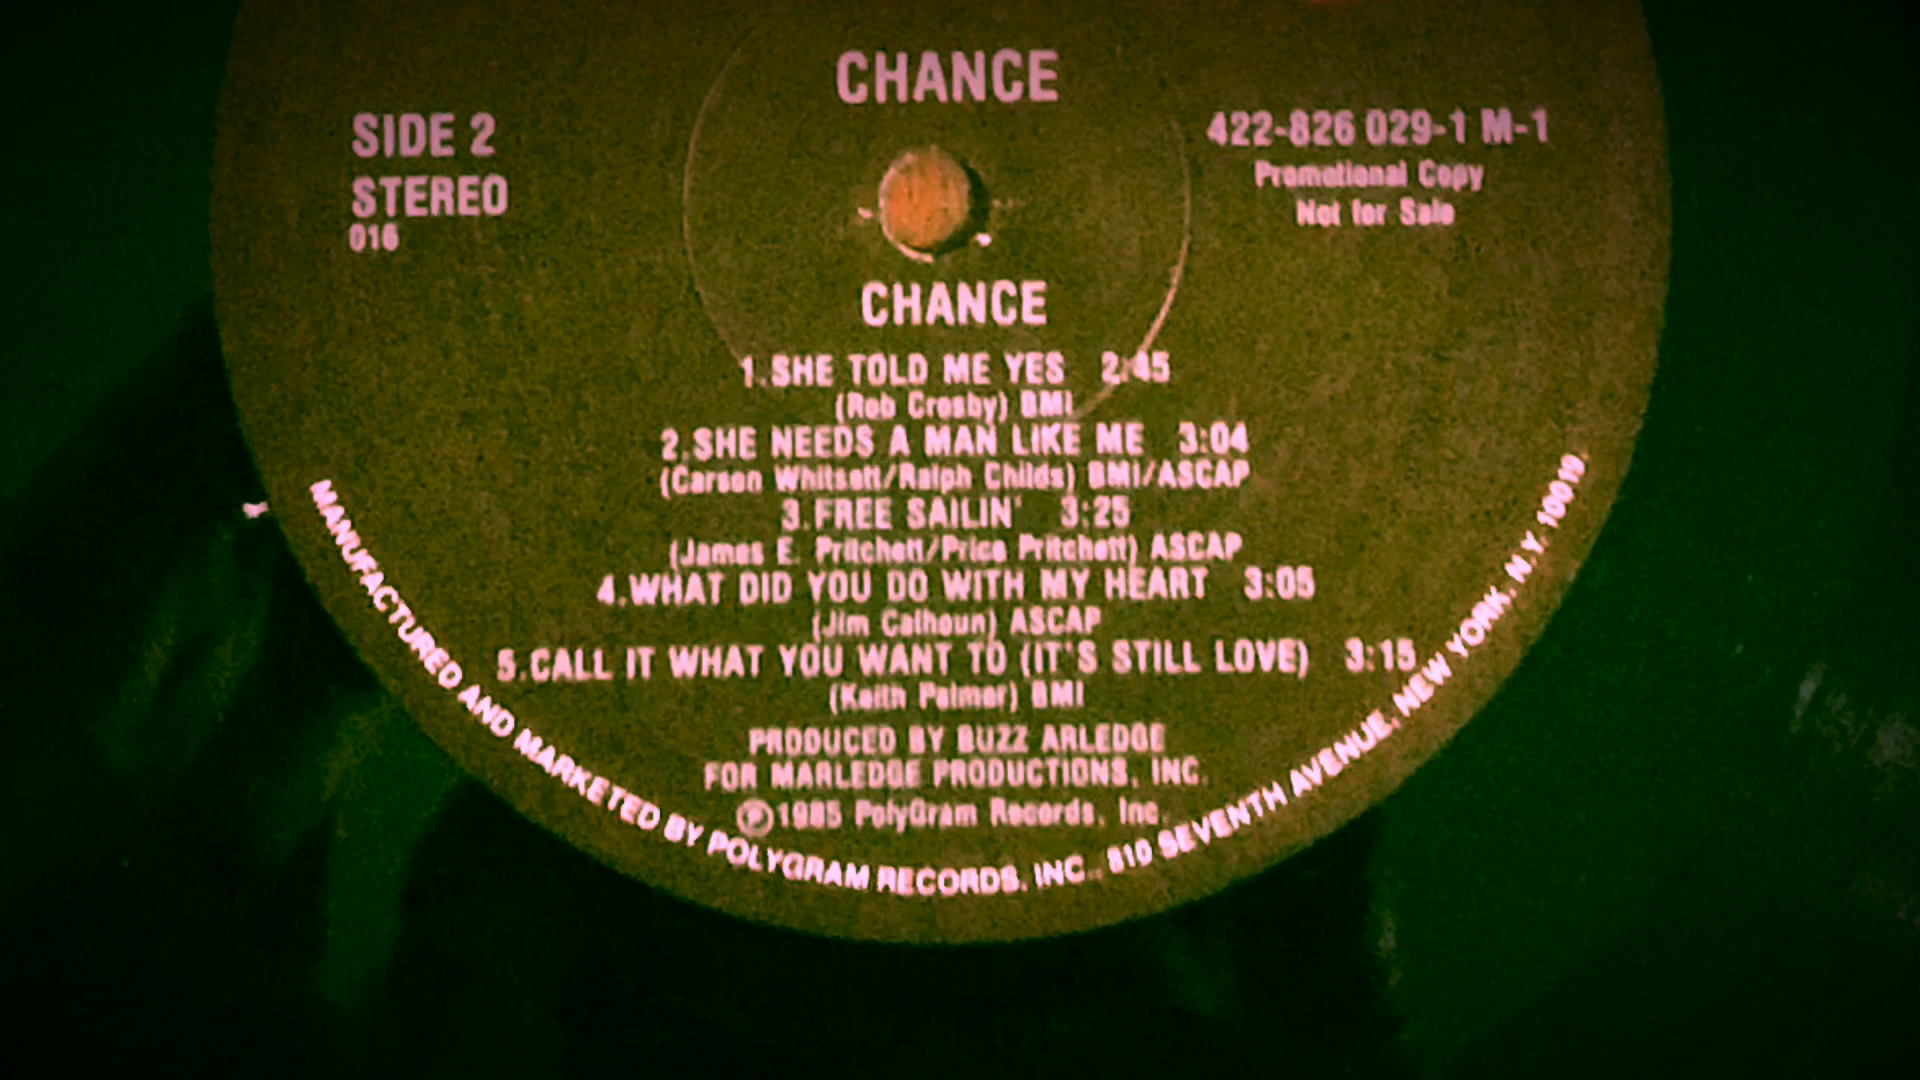 CHANCE
SIDE 2
STEREO
016
422-826 029-1 M-1
Promotional Copy
Not for Sale
CHANCE
1.SHE TOLD ME YES 2:45
(Rob Crosby) BMI
2.SHE NEEDS A MAN LIKE ME 3:04
(Carson Whitsett/Ralph Childs) BMI/ASCAP
3.FREE SAILIN' 3:25
(James E. Pritchett/Price Pritchett) ASCAP
4.WHAT DID YOU DO WITH MY HEART 3:05
(Jim Calhoun) ASCAP
5.CALL IT WHAT YOU WANT TO (IT'S STILL LOVE) 3:15
(Keith Palmer) BMI
PRODUCED BY BUZZ ARLEDGE
FOR MARLEDGE PRODUCTIONS, INC.
Ⓟ1985 PolyGram Records, Inc.
MANUFACTURED AND MARKETED BY POLYGRAM RECORDS, INC., 810 SEVENTH AVENUE, NEW YORK, N.Y. 10019.